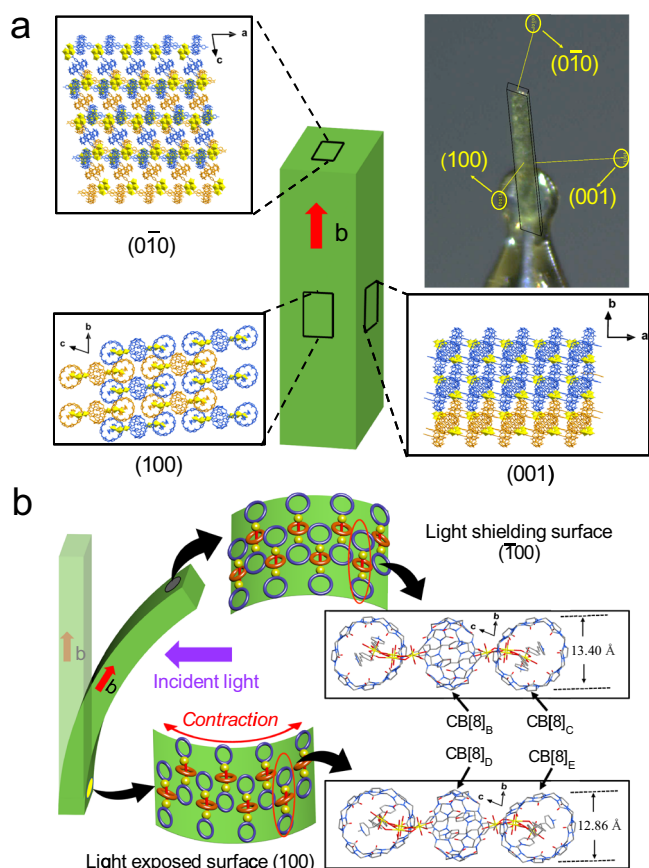 a
a
c
(01̅0)
(01̅0)
(100)
(001)
b
b
c
(100)
b
a
(001)
b
Light shielding surface
(1̅00)
b
b
Incident light
c
b
13.40 Å
CB[8]B
CB[8]C
Contraction
CB[8]D
CB[8]E
c
b
12.86 Å
Light exposed surface (100)